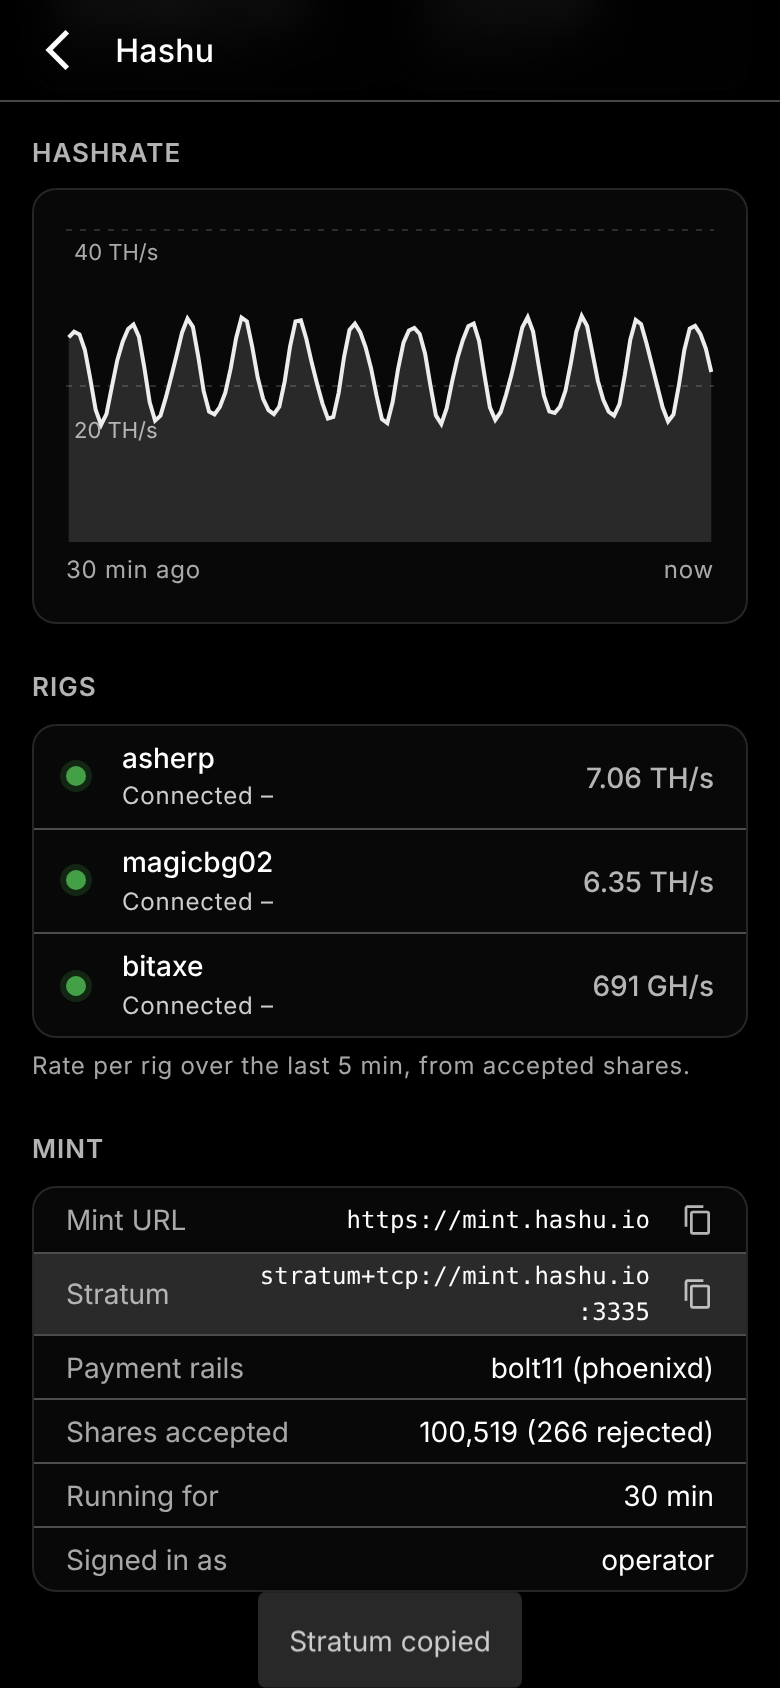 Hashu
HASHRATE
40 TH/s
20 TH/s
30 min ago
now
RIGS
asherp
Connected –
7.06 TH/s
magicbg02
Connected –
6.35 TH/s
bitaxe
Connected –
691 GH/s
Rate per rig over the last 5 min, from accepted shares.
MINT
Mint URL
https://mint.hashu.io
Stratum
stratum+tcp://mint.hashu.io
:3335
Payment rails
bolt11 (phoenixd)
Shares accepted
100,519 (266 rejected)
Running for
30 min
Signed in as
operator
Stratum copied